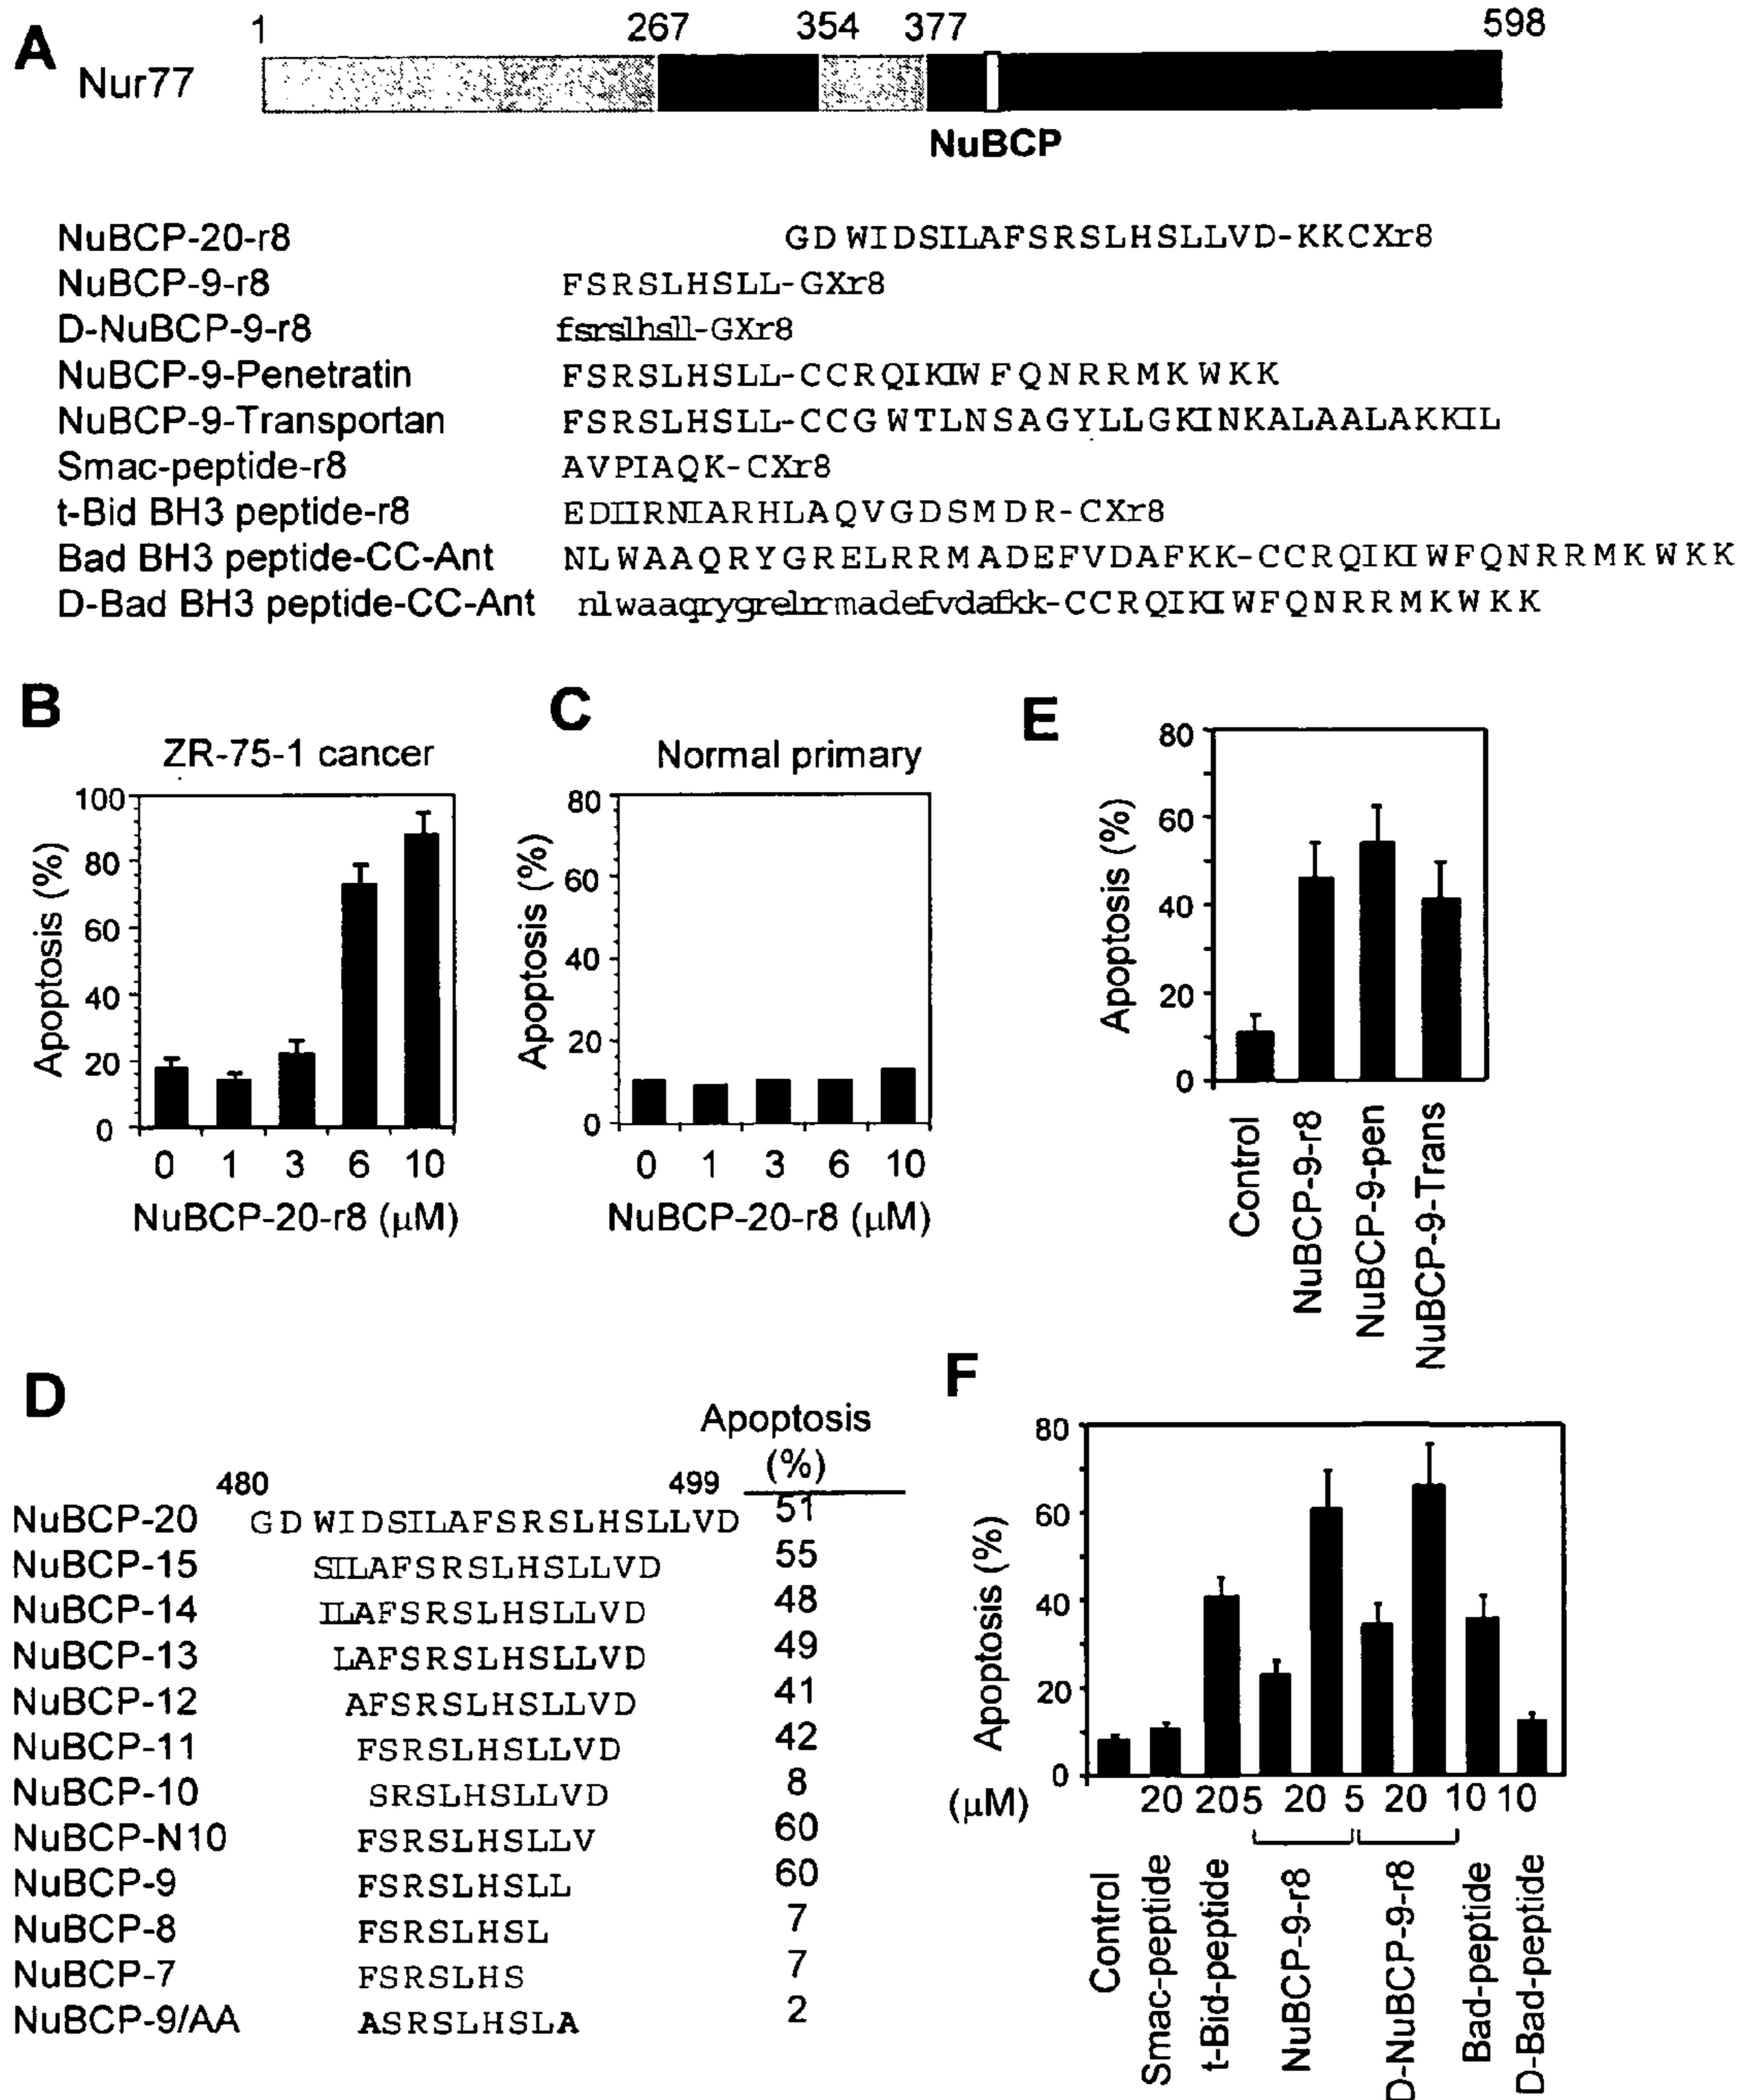 A
1 267 354 377 598
Nur77
NuBCP
NuBCP-20-r8 GDWIDSILAFSRSLHSLLVD-KKCXr8
NuBCP-9-r8 FSRSLHSLL-GXr8
D-NuBCP-9-r8 fsrslhsll-GXr8
NuBCP-9-Penetratin FSRSLHSLL-CCRQIKIWFQNRRMKWKK
NuBCP-9-Transportan FSRSLHSLL-CCGWTLNSAGYLLGKINKALAALAKKIL
Smac-peptide-r8 AVPIAQK-CXr8
t-Bid BH3 peptide-r8 EDIIRNIARHLAQVGDSMDR-CXr8
Bad BH3 peptide-CC-Ant NLWAAQRYGRELRRMADEFVDAFKK-CCRQIKIWFQNRRMKWKK
D-Bad BH3 peptide-CC-Ant nlwaaqrygrelrrmadefvdafkk-CCRQIKIWFQNRRMKWKK
B
ZR-75-1 cancer
Apoptosis (%)
100
80
60
40
20
0
0 1 3 6 10
NuBCP-20-r8 (µM)
C
Normal primary
Apoptosis (%)
80
60
40
20
0
0 1 3 6 10
NuBCP-20-r8 (µM)
E
Apoptosis (%)
80
60
40
20
0
Control
NuBCP-9-r8
NuBCP-9-pen
NuBCP-9-Trans
D
Apoptosis
(%)
480 499
NuBCP-20 GDWIDSILAFSRSLHSLLVD 51
NuBCP-15 SILAFSRSLHSLLVD 55
NuBCP-14 ILAFSRSLHSLLVD 48
NuBCP-13 LAFSRSLHSLLVD 49
NuBCP-12 AFSRSLHSLLVD 41
NuBCP-11 FSRSLHSLLVD 42
NuBCP-10 SRSLHSLLVD 8
NuBCP-N10 FSRSLHSLLV 60
NuBCP-9 FSRSLHSLL 60
NuBCP-8 FSRSLHSL 7
NuBCP-7 FSRSLHS 7
NuBCP-9/AA ASRSLHSLA 2
F
Apoptosis (%)
80
60
40
20
0
(µM) 20 20 5 20 5 20 10 10
Control
Smac-peptide
t-Bid-peptide
NuBCP-9-r8
D-NuBCP-9-r8
Bad-peptide
D-Bad-peptide